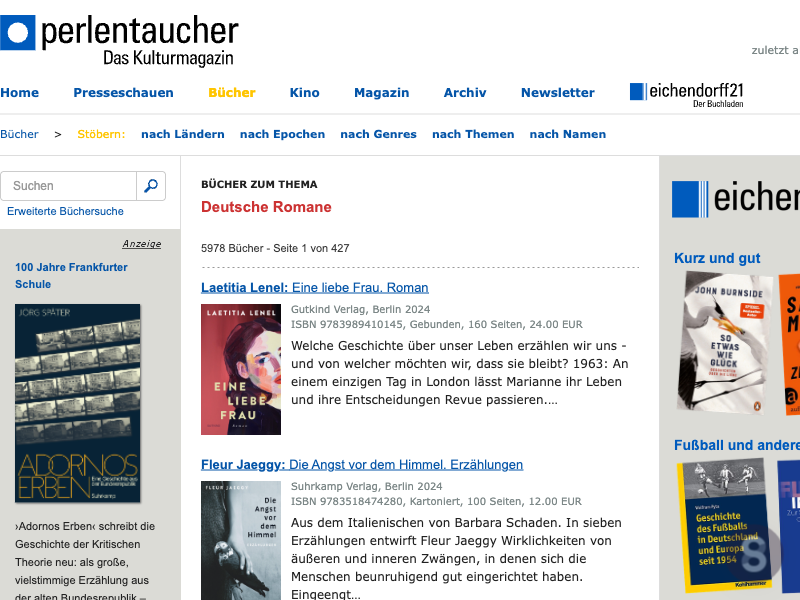 perlentaucher
Das Kulturmagazin
zuletzt a
Home Presseschauen Bücher Kino Magazin Archiv Newsletter eichendorff21
Der Buchladen
Bücher > Stöbern: nach Ländern nach Epochen nach Genres nach Themen nach Namen
Suchen
Erweiterte Büchersuche
Anzeige
100 Jahre Frankfurter
Schule
JÖRG SPÄTER
ADORNOS
ERBEN
Eine Geschichte aus
der Bundesrepublik
Suhrkamp
›Adornos Erben‹ schreibt die
Geschichte der Kritischen
Theorie neu: als große,
vielstimmige Erzählung aus
der alten Bundesrepublik –
BÜCHER ZUM THEMA
Deutsche Romane
5978 Bücher - Seite 1 von 427
Laetitia Lenel: Eine liebe Frau. Roman
LAETITIA LENEL
EINE
LIEBE
FRAU
Roman
Gutkind Verlag, Berlin 2024
ISBN 9783989410145, Gebunden, 160 Seiten, 24.00 EUR
Welche Geschichte über unser Leben erzählen wir uns -
und von welcher möchten wir, dass sie bleibt? 1963: An
einem einzigen Tag in London lässt Marianne ihr Leben
und ihre Entscheidungen Revue passieren....
Fleur Jaeggy: Die Angst vor dem Himmel. Erzählungen
FLEUR JAEGGY
Die
Angst
vor
dem
Himmel
Suhrkamp Verlag, Berlin 2024
ISBN 9783518474280, Kartoniert, 100 Seiten, 12.00 EUR
Aus dem Italienischen von Barbara Schaden. In sieben
Erzählungen entwirft Fleur Jaeggy Wirklichkeiten von
äußeren und inneren Zwängen, in denen sich die
Menschen beunruhigend gut eingerichtet haben.
Eingeengt...
eichen
Kurz und gut
JOHN BURNSIDE
SO
ETWAS
WIE
GLÜCK
Fußball und andere
Geschichte
des Fußballs
in Deutschland
und Europa
seit 1954
Kohlhammer
8